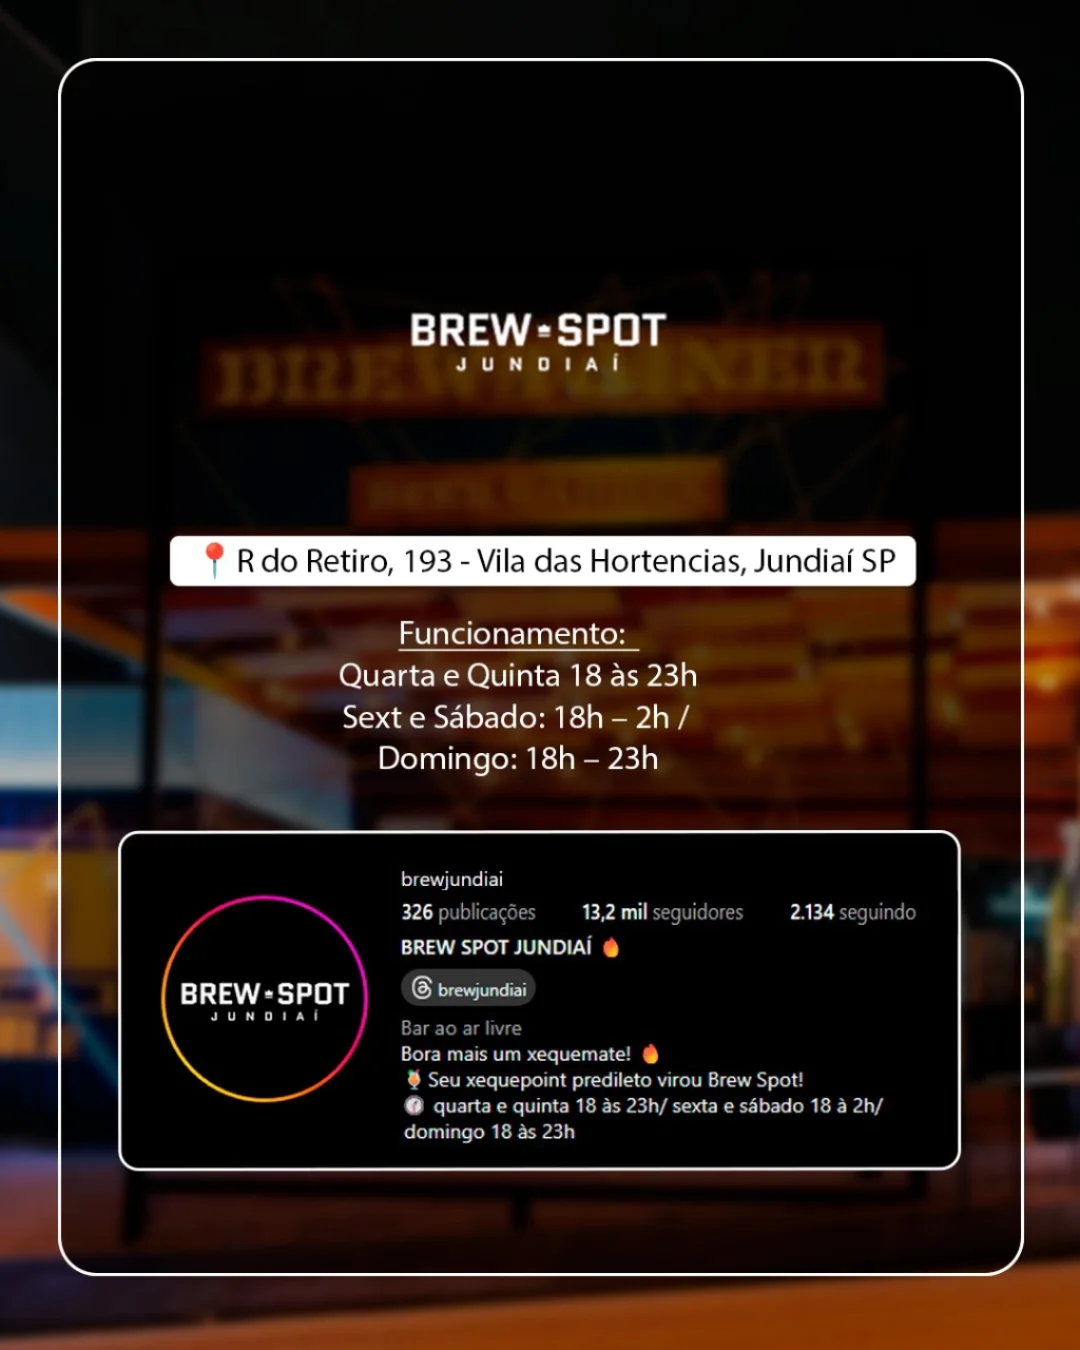 BREW SPOT
JUNDIAÍ
BREW
NER
R do Retiro, 193 - Vila das Hortencias, Jundiaí SP
Funcionamento:
Quarta e Quinta 18 às 23h
Sext e Sábado: 18h – 2h /
Domingo: 18h – 23h
brewjundiai
326 publicações 13,2 mil seguidores 2.134 seguindo
BREW SPOT JUNDIAÍ 🔥
brewjundiai
BREW SPOT
JUNDIAÍ
Bar ao ar livre
Bora mais um xequemate! 🔥
🍹 Seu xequepoint predileto virou Brew Spot!
quarta e quinta 18 às 23h/ sexta e sábado 18 à 2h/
domingo 18 às 23h